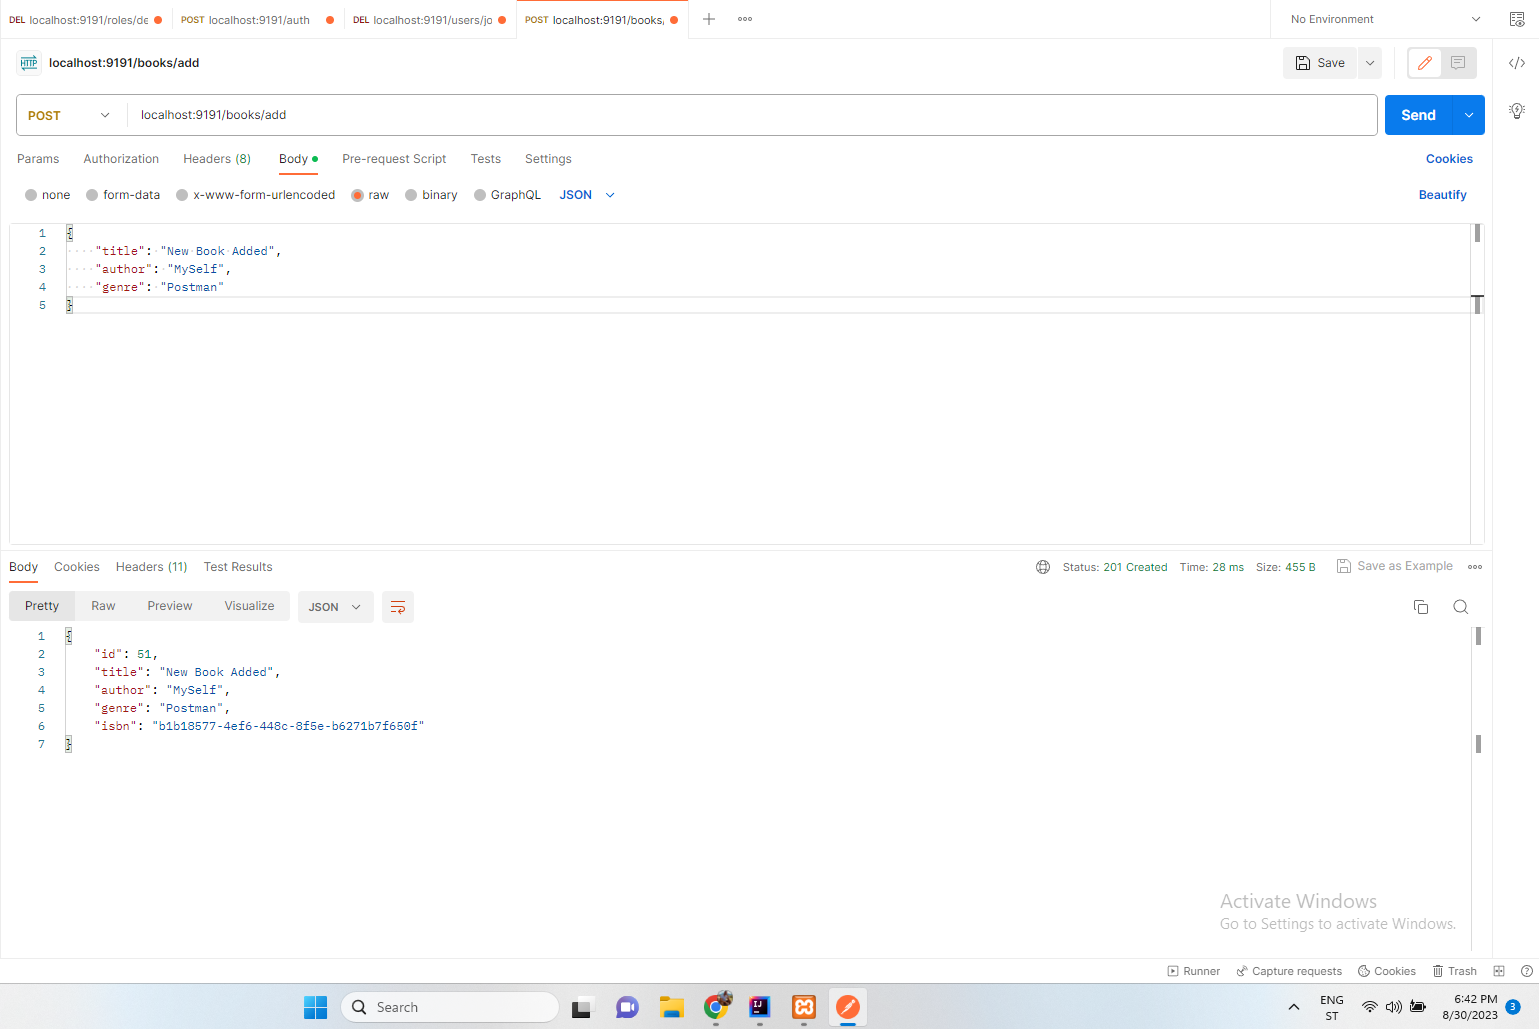 DEL localhost:9191/roles/de
POST localhost:9191/auth
DEL localhost:9191/users/jo
POST localhost:9191/books/
No Environment
HTTP localhost:9191/books/add
Save
POST localhost:9191/books/add
Send
Params Authorization Headers (8) Body Pre-request Script Tests Settings Cookies
none form-data x-www-form-urlencoded raw binary GraphQL JSON Beautify
1 {
2 "title": "New Book Added",
3 "author": "MySelf",
4 "genre": "Postman"
5 }
Body Cookies Headers (11) Test Results Status: 201 Created Time: 28 ms Size: 455 B Save as Example
Pretty Raw Preview Visualize JSON
1 {
2 "id": 51,
3 "title": "New Book Added",
4 "author": "MySelf",
5 "genre": "Postman",
6 "isbn": "b1b18577-4ef6-448c-8f5e-b6271b7f650f"
7 }
Activate Windows
Go to Settings to activate Windows.
Runner Capture requests Cookies Trash
Search
IJ
ENG
ST
6:42 PM
8/30/2023
3